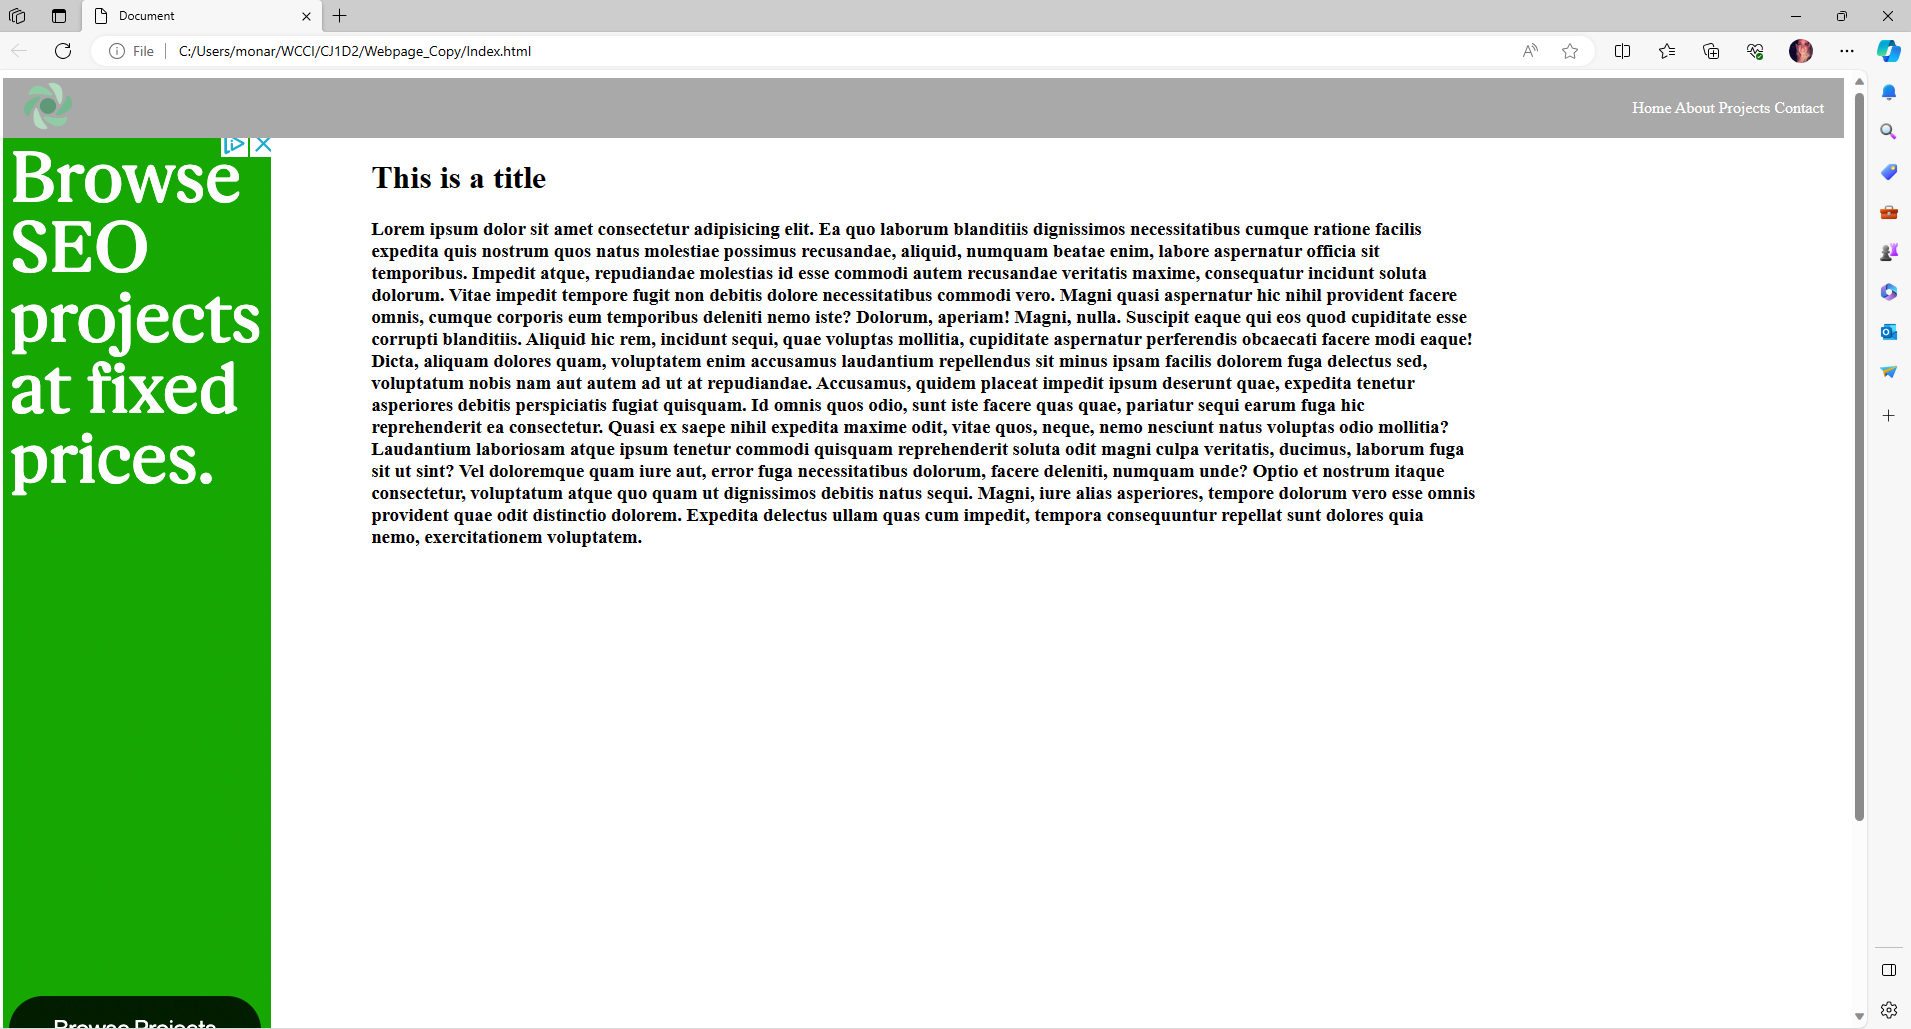 Document
File
C:/Users/monar/WCCI/CJ1D2/Webpage_Copy/Index.html
Home About Projects Contact
Browse
SEO
projects
at fixed
prices.
Browse Projects
This is a title
Lorem ipsum dolor sit amet consectetur adipisicing elit. Ea quo laborum blanditiis dignissimos necessitatibus cumque ratione facilis
expedita quis nostrum quos natus molestiae possimus recusandae, aliquid, numquam beatae enim, labore aspernatur officia sit
temporibus. Impedit atque, repudiandae molestias id esse commodi autem recusandae veritatis maxime, consequatur incidunt soluta
dolorum. Vitae impedit tempore fugit non debitis dolore necessitatibus commodi vero. Magni quasi aspernatur hic nihil provident facere
omnis, cumque corporis eum temporibus deleniti nemo iste? Dolorum, aperiam! Magni, nulla. Suscipit eaque qui eos quod cupiditate esse
corrupti blanditiis. Aliquid hic rem, incidunt sequi, quae voluptas mollitia, cupiditate aspernatur perferendis obcaecati facere modi eaque!
Dicta, aliquam dolores quam, voluptatem enim accusamus laudantium repellendus sit minus ipsam facilis dolorem fuga delectus sed,
voluptatum nobis nam aut autem ad ut at repudiandae. Accusamus, quidem placeat impedit ipsum deserunt quae, expedita tenetur
asperiores debitis perspiciatis fugiat quisquam. Id omnis quos odio, sunt iste facere quas quae, pariatur sequi earum fuga hic
reprehenderit ea consectetur. Quasi ex saepe nihil expedita maxime odit, vitae quos, neque, nemo nesciunt natus voluptas odio mollitia?
Laudantium laboriosam atque ipsum tenetur commodi quisquam reprehenderit soluta odit magni culpa veritatis, ducimus, laborum fuga
sit ut sint? Vel doloremque quam iure aut, error fuga necessitatibus dolorum, facere deleniti, numquam unde? Optio et nostrum itaque
consectetur, voluptatum atque quo quam ut dignissimos debitis natus sequi. Magni, iure alias asperiores, tempore dolorum vero esse omnis
provident quae odit distinctio dolorem. Expedita delectus ullam quas cum impedit, tempora consequuntur repellat sunt dolores quia
nemo, exercitationem voluptatem.